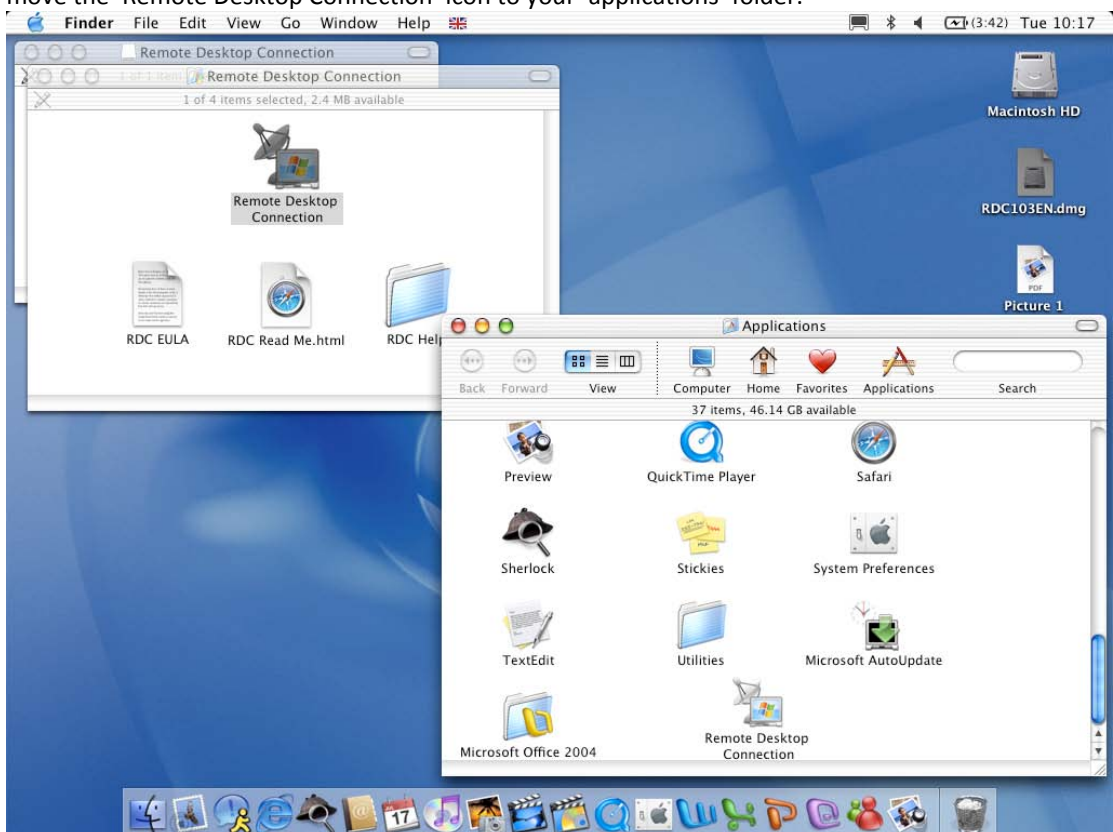 move the 'Remote Desktop Connection' icon to your 'applications' folder.
Finder File Edit View Go Window Help (3:42) Tue 10:17
Remote Desktop Connection
Remote Desktop Connection
1 of 4 items selected, 2.4 MB available
Remote Desktop
Connection
RDC EULA RDC Read Me.html RDC Hel
Macintosh HD
RDC103EN.dmg
PDF
Picture 1
Applications
Back Forward View Computer Home Favorites Applications Search
37 items, 46.14 GB available
Preview QuickTime Player Safari
Sherlock Stickies System Preferences
TextEdit Utilities Microsoft AutoUpdate
Microsoft Office 2004 Remote Desktop
Connection
17